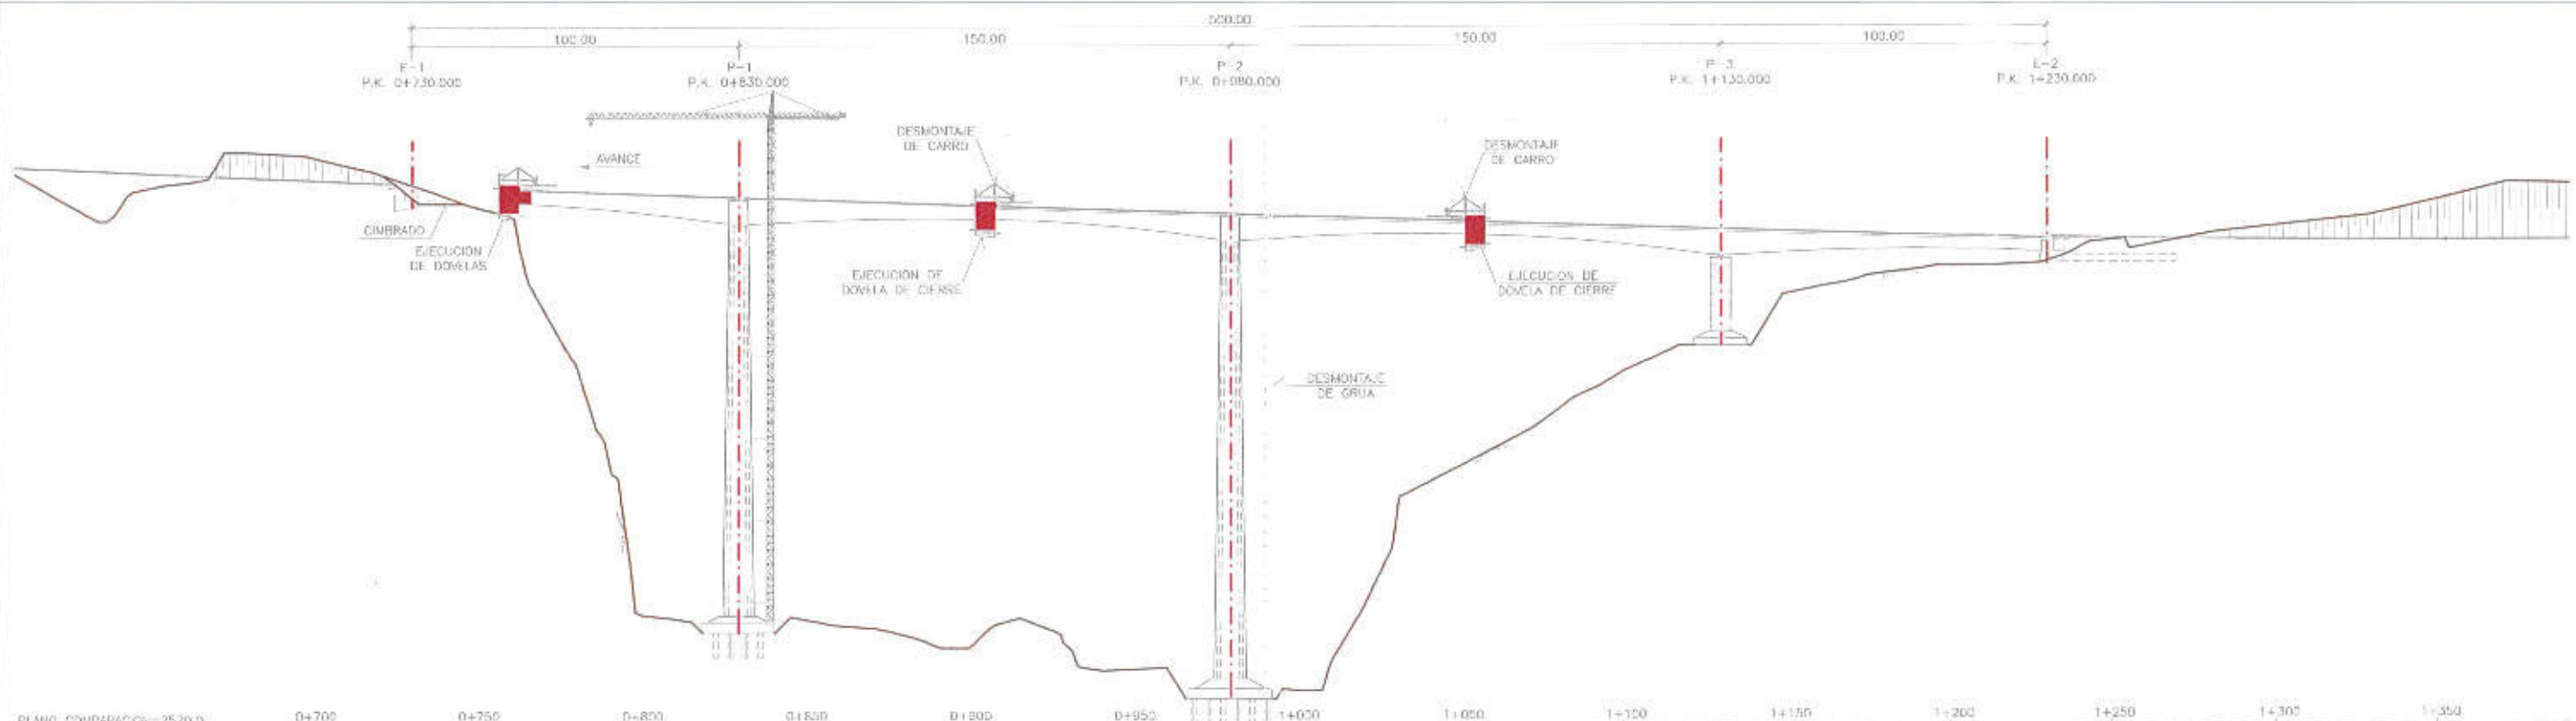 500.00
100.00
150.00
150.00
100.00
E-1
P.K. 0+730.000
P-1
P.K. 0+830.000
P-2
P.K. 0+980.000
P-3
P.K. 1+130.000
E-2
P.K. 1+230.000
AVANCE
DESMONTAJE
DE CARRO
DESMONTAJE
DE CARRO
CIMBRADO
EJECUCION
DE DOVELAS
EJECUCION DE
DOVELA DE CIERRE
EJECUCION DE
DOVELA DE CIERRE
DESMONTAJE
DE GRUA
PLANO COMPARACION
0+700
0+750
0+800
0+850
0+900
0+950
1+000
1+050
1+100
1+150
1+200
1+250
1+300
1+350